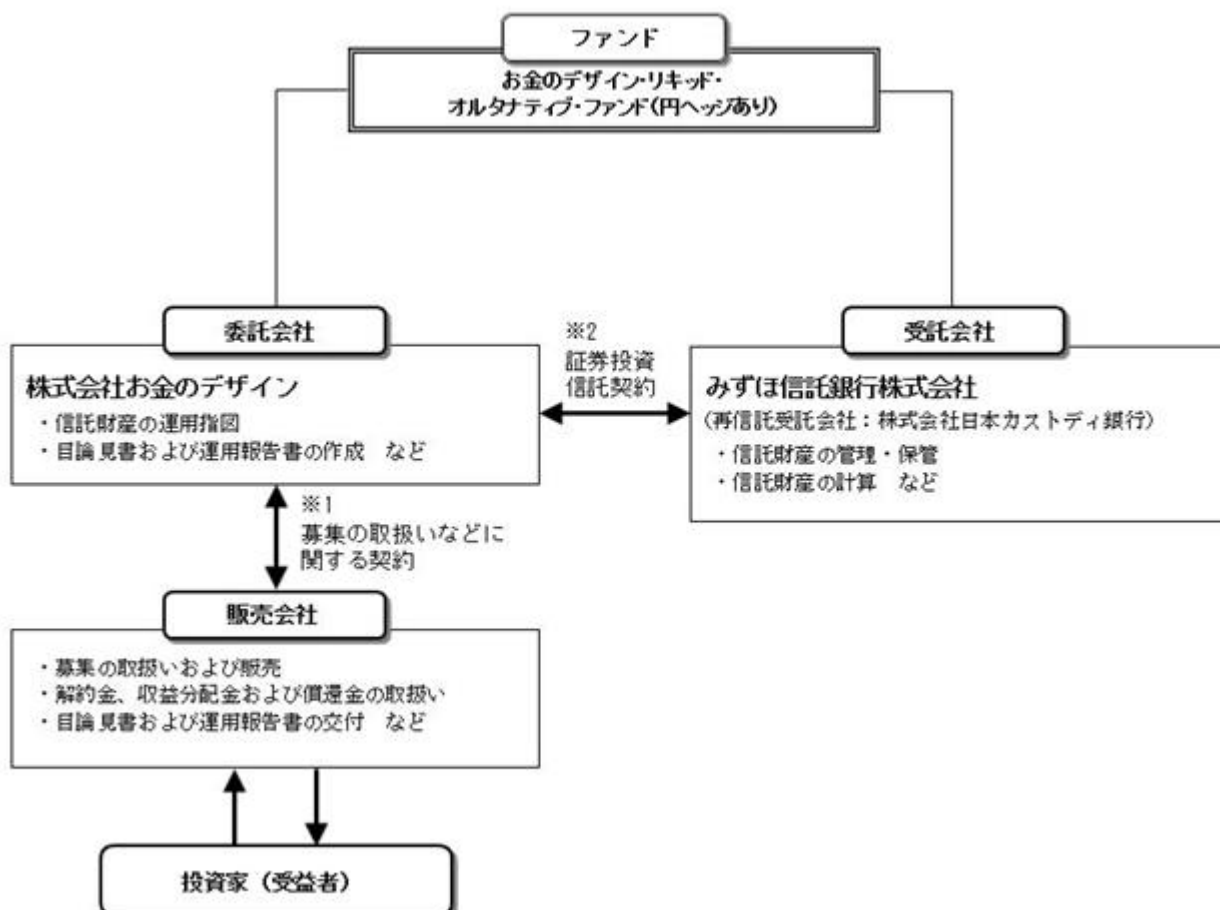 ファンド
お金のデザイン・リキッド・
オルタナティブ・ファンド(円ヘッジあり)
委託会社
株式会社お金のデザイン
・信託財産の運用指図
・目論見書および運用報告書の作成　など
※2
証券投資
信託契約
受託会社
みずほ信託銀行株式会社
(再信託受託会社：株式会社日本カストディ銀行)
・信託財産の管理・保管
・信託財産の計算　など
※1
募集の取扱いなどに
関する契約
販売会社
・募集の取扱いおよび販売
・解約金、収益分配金および償還金の取扱い
・目論見書および運用報告書の交付　など
投資家（受益者）